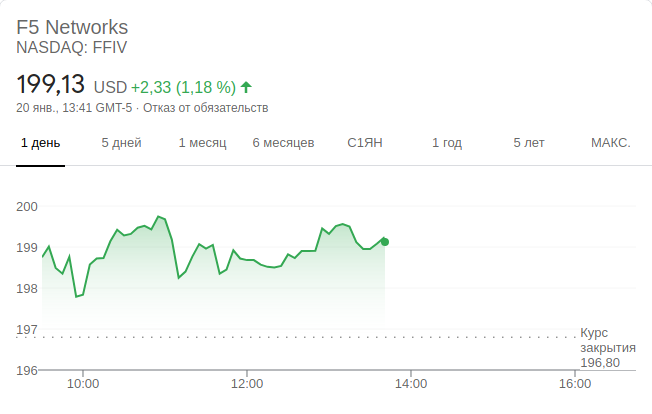 F5 Networks
NASDAQ: FFIV
199,13 USD +2,33 (1,18 %)
20 янв., 13:41 GMT-5 · Отказ от обязательств
1 день 5 дней 1 месяц 6 месяцев С1ЯН 1 год 5 лет МАКС.
200
199
198
197
Курс
закрытия
196,80
196
10:00 12:00 14:00 16:00